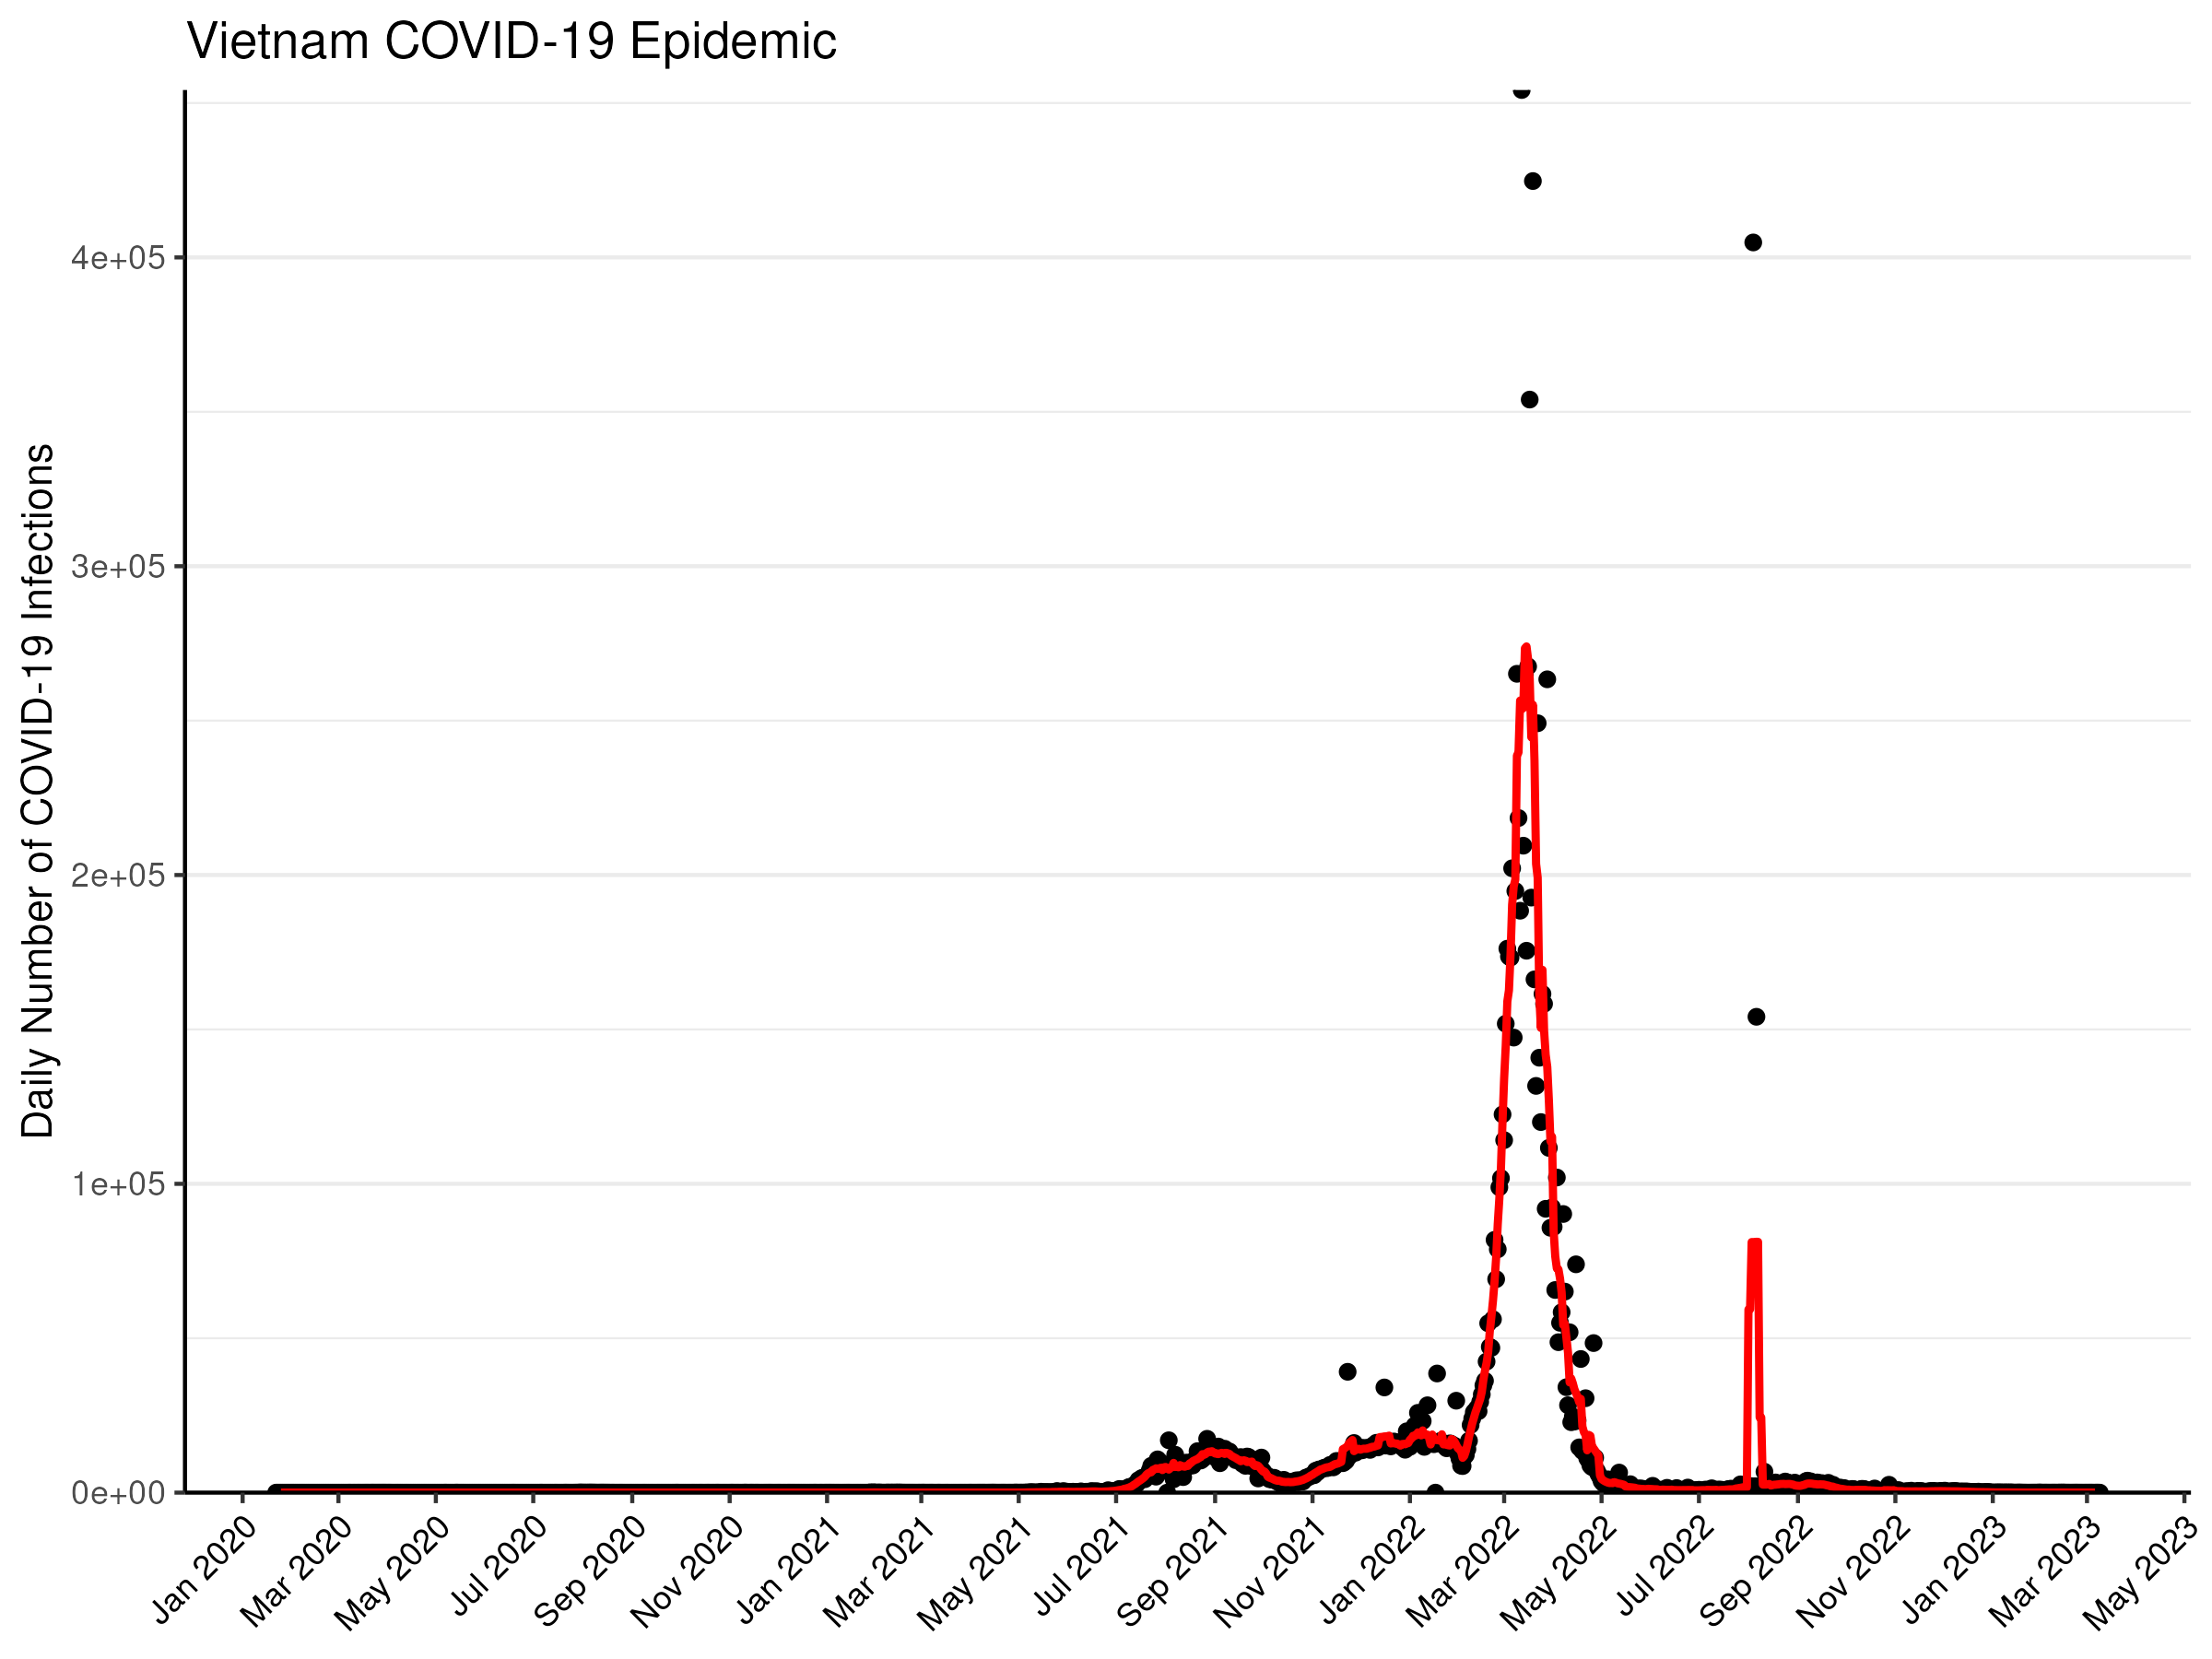 Vietnam COVID-19 Epidemic
Daily Number of COVID-19 Infections
4e+05
3e+05
2e+05
1e+05
0e+00
Jan 2020
Mar 2020
May 2020
Jul 2020
Sep 2020
Nov 2020
Jan 2021
Mar 2021
May 2021
Jul 2021
Sep 2021
Nov 2021
Jan 2022
Mar 2022
May 2022
Jul 2022
Sep 2022
Nov 2022
Jan 2023
Mar 2023
May 2023